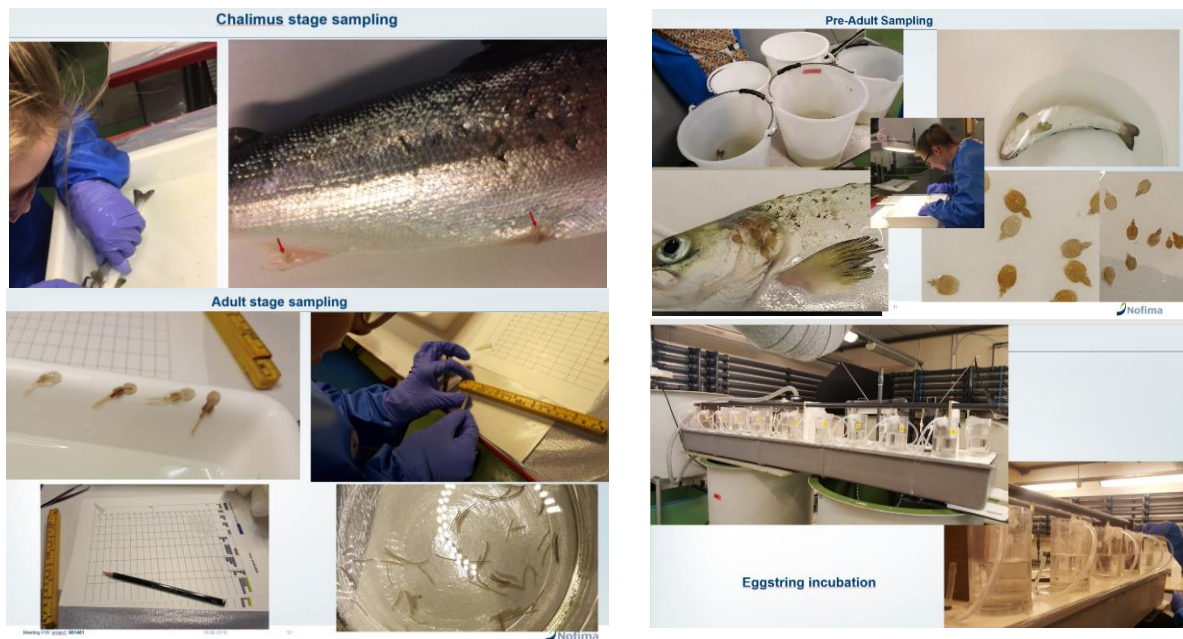 Chalimus stage sampling
Pre-Adult Sampling
Nofima
Adult stage sampling
Eggstring incubation
Nofima